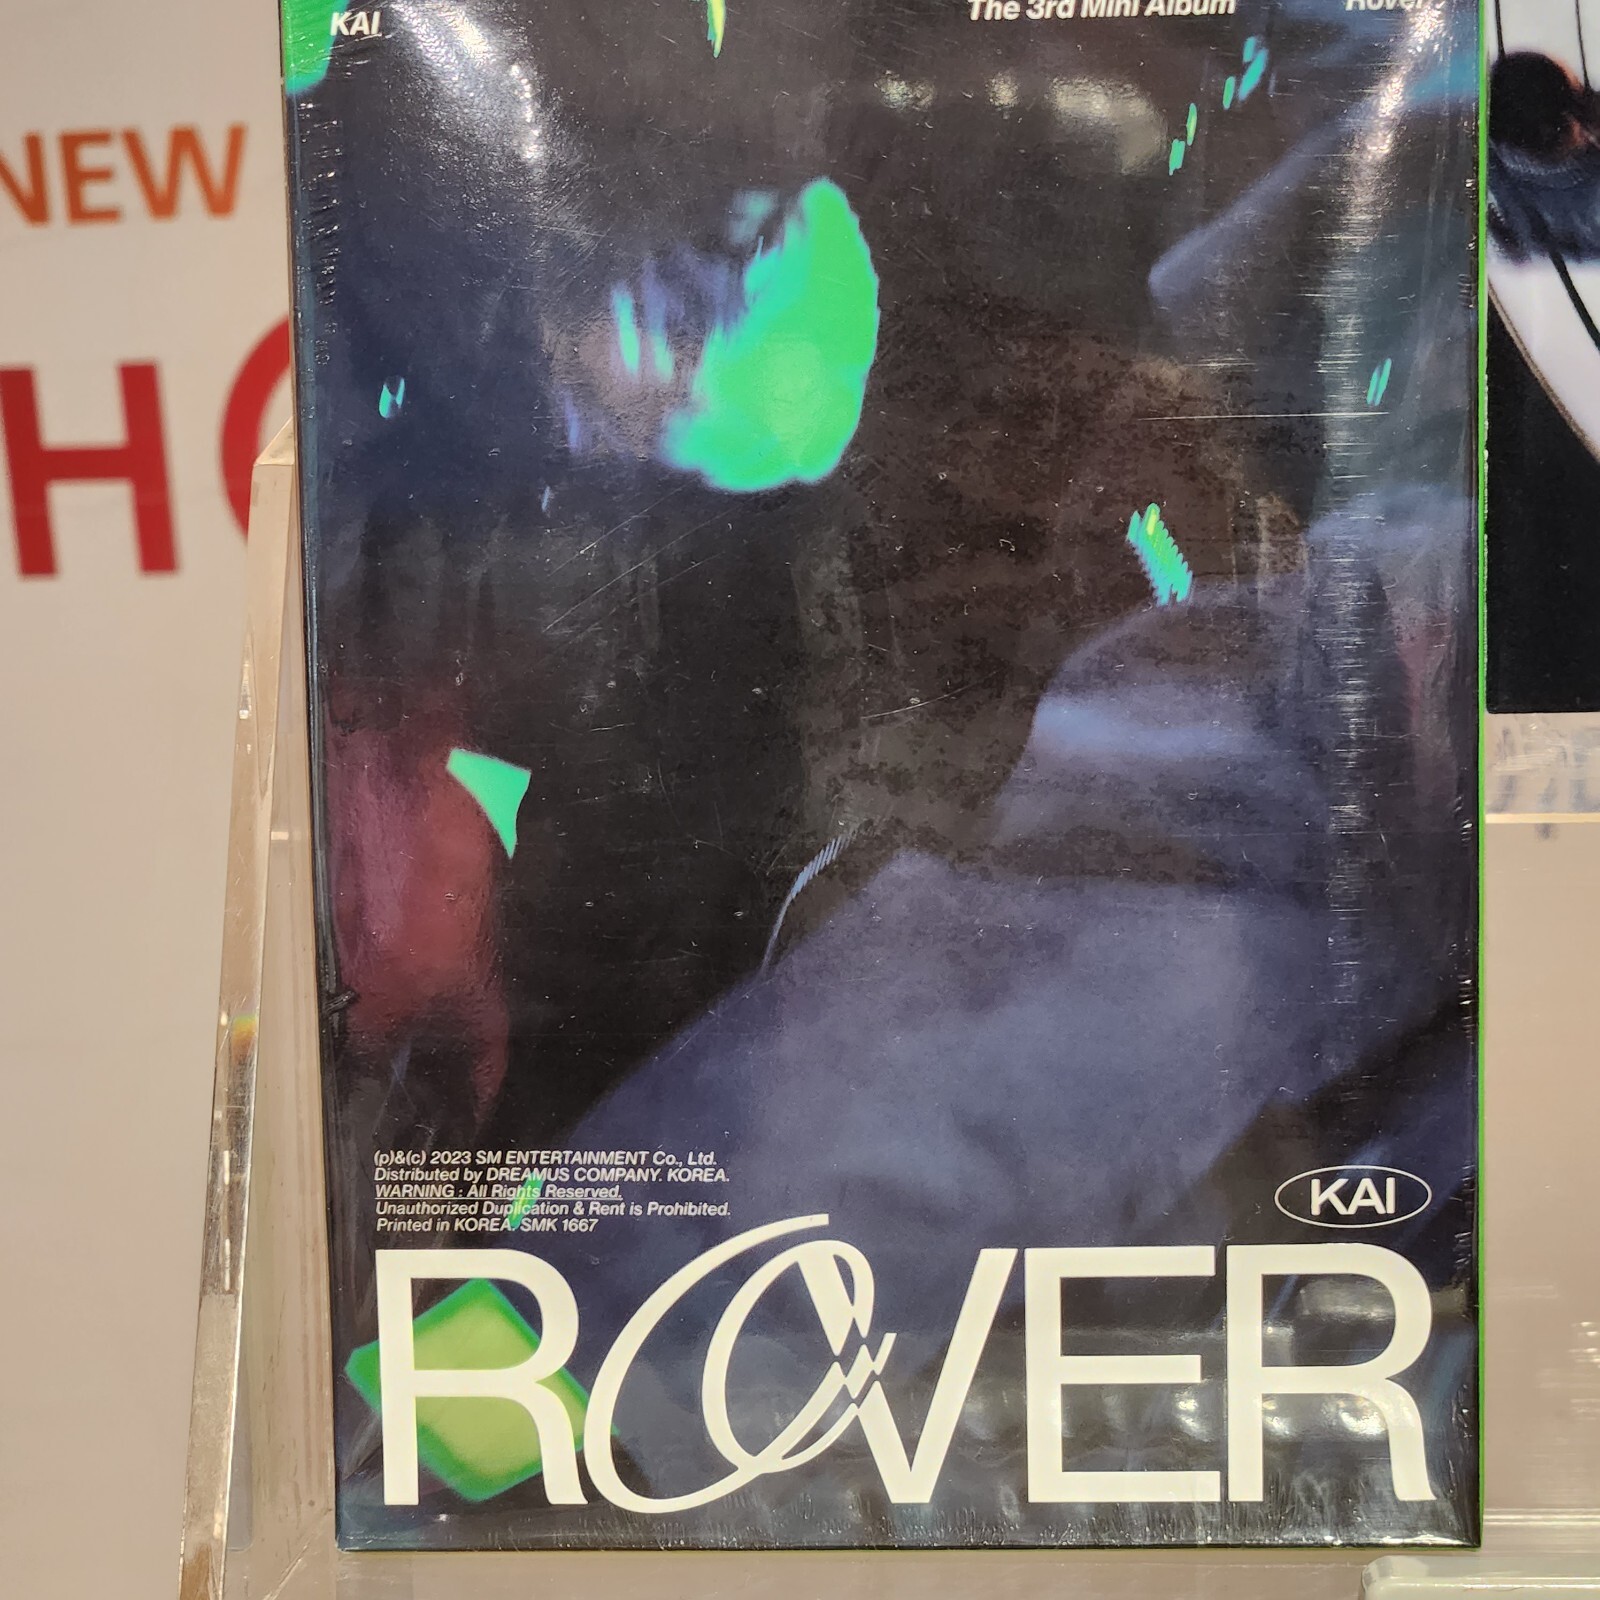 KAI
The 3rd Mini Album
Rover
NEW
H
(p)&(c) 2023 SM ENTERTAINMENT Co., Ltd.
Distributed by DREAMUS COMPANY. KOREA.
WARNING : All Rights Reserved.
Unauthorized Duplication & Rent is Prohibited.
Printed in KOREA. SMK 1667
KAI
ROVER